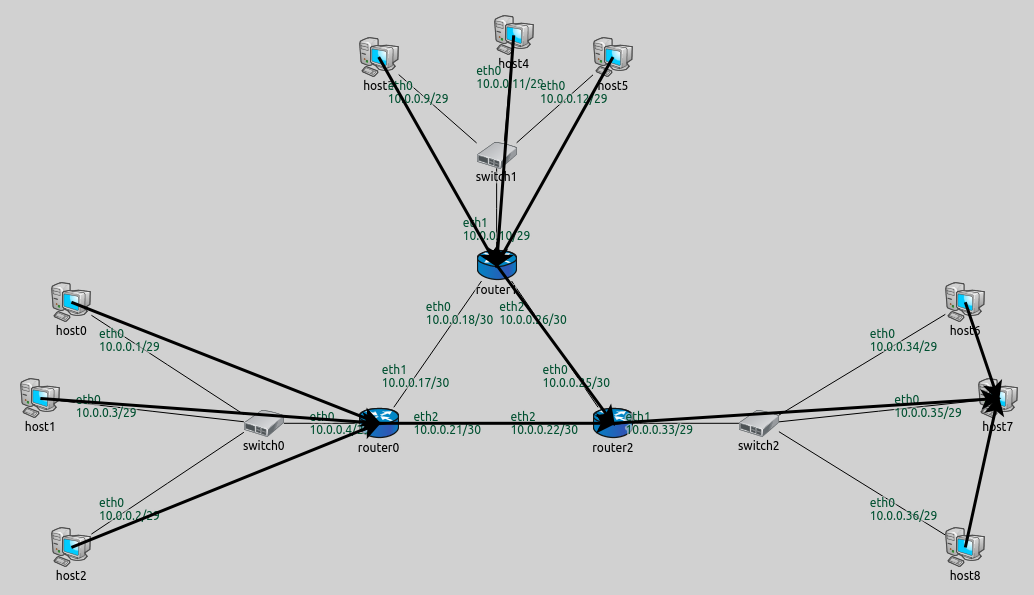 host4
eth0
10.0.0.11/29
host
eth0
10.0.0.9/29
eth0
10.0.0.12/29
host5
switch1
eth1
10.0.0.10/29
router1
eth0
10.0.0.18/30
eth2
10.0.0.26/30
host0
eth0
10.0.0.1/29
host6
eth0
10.0.0.34/29
eth1
10.0.0.17/30
eth0
10.0.0.25/30
host1
eth0
10.0.0.3/29
switch0
eth0
10.0.0.4/29
router0
eth2
10.0.0.21/30
eth2
10.0.0.22/30
router2
eth1
10.0.0.33/29
switch2
eth0
10.0.0.35/29
host7
eth0
10.0.0.2/29
host2
eth0
10.0.0.36/29
host8